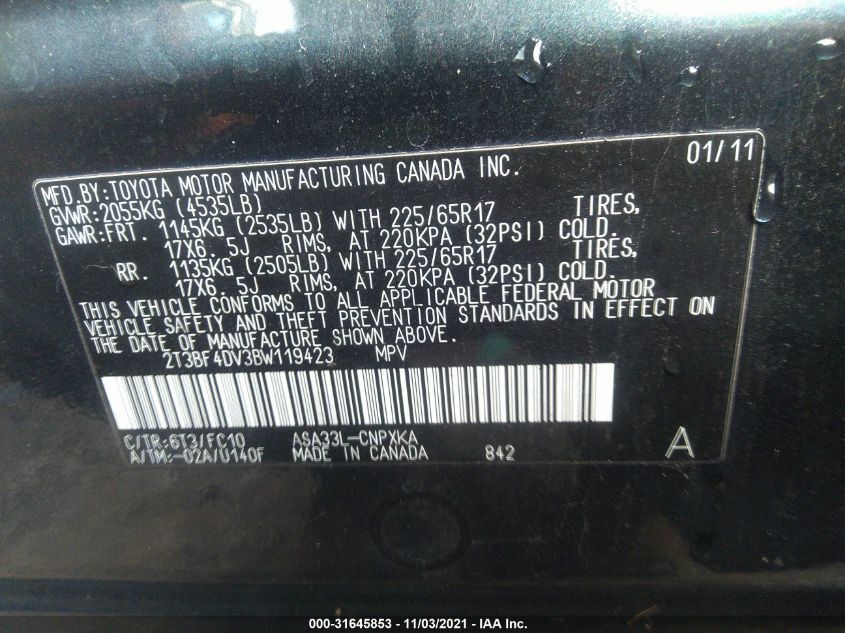 01/11
MFD.BY:TOYOTA MOTOR MANUFACTURING CANADA INC.
GVWR:2055KG (4535LB)
GAWR:FRT. 1145KG (2535LB) WITH 225/65R17 TIRES,
17X6.5J RIMS, AT 220KPA (32PSI) COLD.
RR. 1135KG (2505LB) WITH 225/65R17 TIRES,
17X6.5J RIMS, AT 220KPA (32PSI) COLD.
THIS VEHICLE CONFORMS TO ALL APPLICABLE FEDERAL MOTOR
VEHICLE SAFETY AND THEFT PREVENTION STANDARDS IN EFFECT ON
THE DATE OF MANUFACTURE SHOWN ABOVE.
2T3BF4DV3BW119423 MPV
C/TR:6T3/FC10 ASA33L-CNPXKA
A/TM:-02A/U140F MADE IN CANADA 842 A
000-31645853 - 11/03/2021 - IAA Inc.